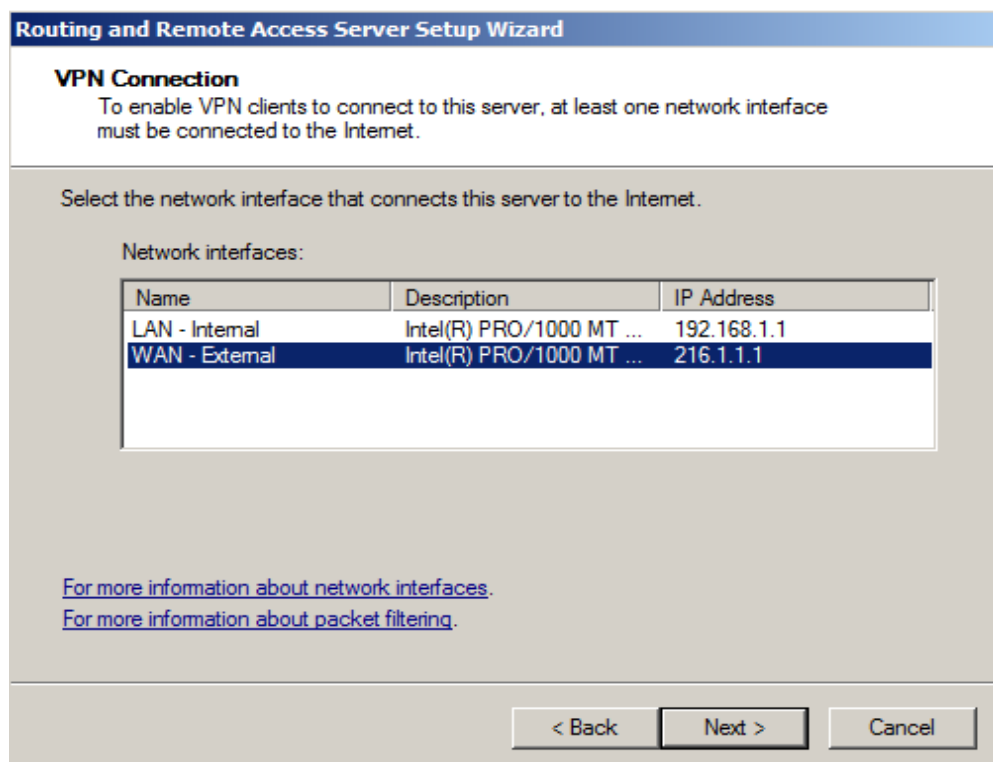 Routing and Remote Access Server Setup Wizard
VPN Connection
To enable VPN clients to connect to this server, at least one network interface
must be connected to the Internet.
Select the network interface that connects this server to the Internet.
Network interfaces:
Name Description IP Address
LAN - Internal Intel(R) PRO/1000 MT ... 192.168.1.1
WAN - External Intel(R) PRO/1000 MT ... 216.1.1.1
For more information about network interfaces.
For more information about packet filtering.
< Back Next > Cancel